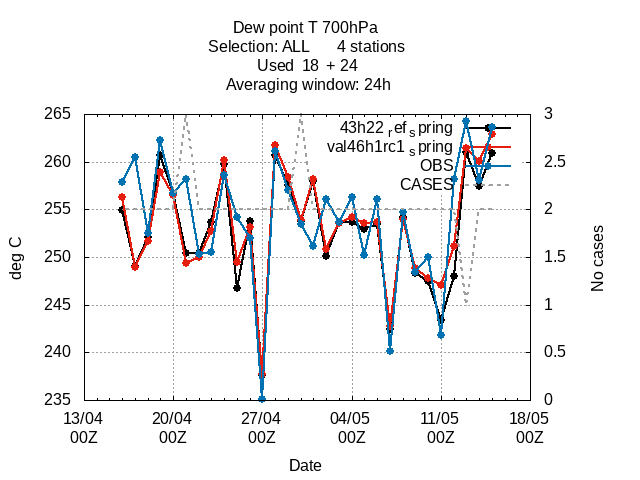 Dew point T 700hPa
Selection: ALL 4 stations
Used 18 + 24
Averaging window: 24h
265 3
43h22refspring
val46h1rc1spring
OBS
CASES
260 2.5
255 2
250 1.5
245 1
240 0.5
235 0
deg C
No cases
13/04 20/04 27/04 04/05 11/05 18/05
00Z 00Z 00Z 00Z 00Z 00Z
Date